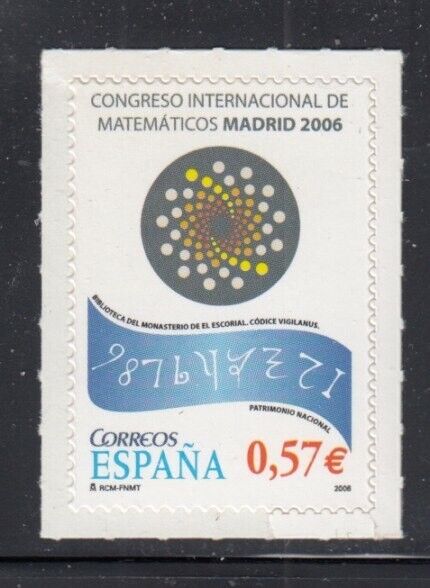 CONGRESO INTERNACIONAL DE
MATEMÁTICOS MADRID 2006
BIBLIOTECA DEL MONASTERIO DE EL ESCORIAL. CÓDICE VIGILANUS.
PATRIMONIO NACIONAL
CORREOS
ESPAÑA 0,57€
RCM-FNMT 2006